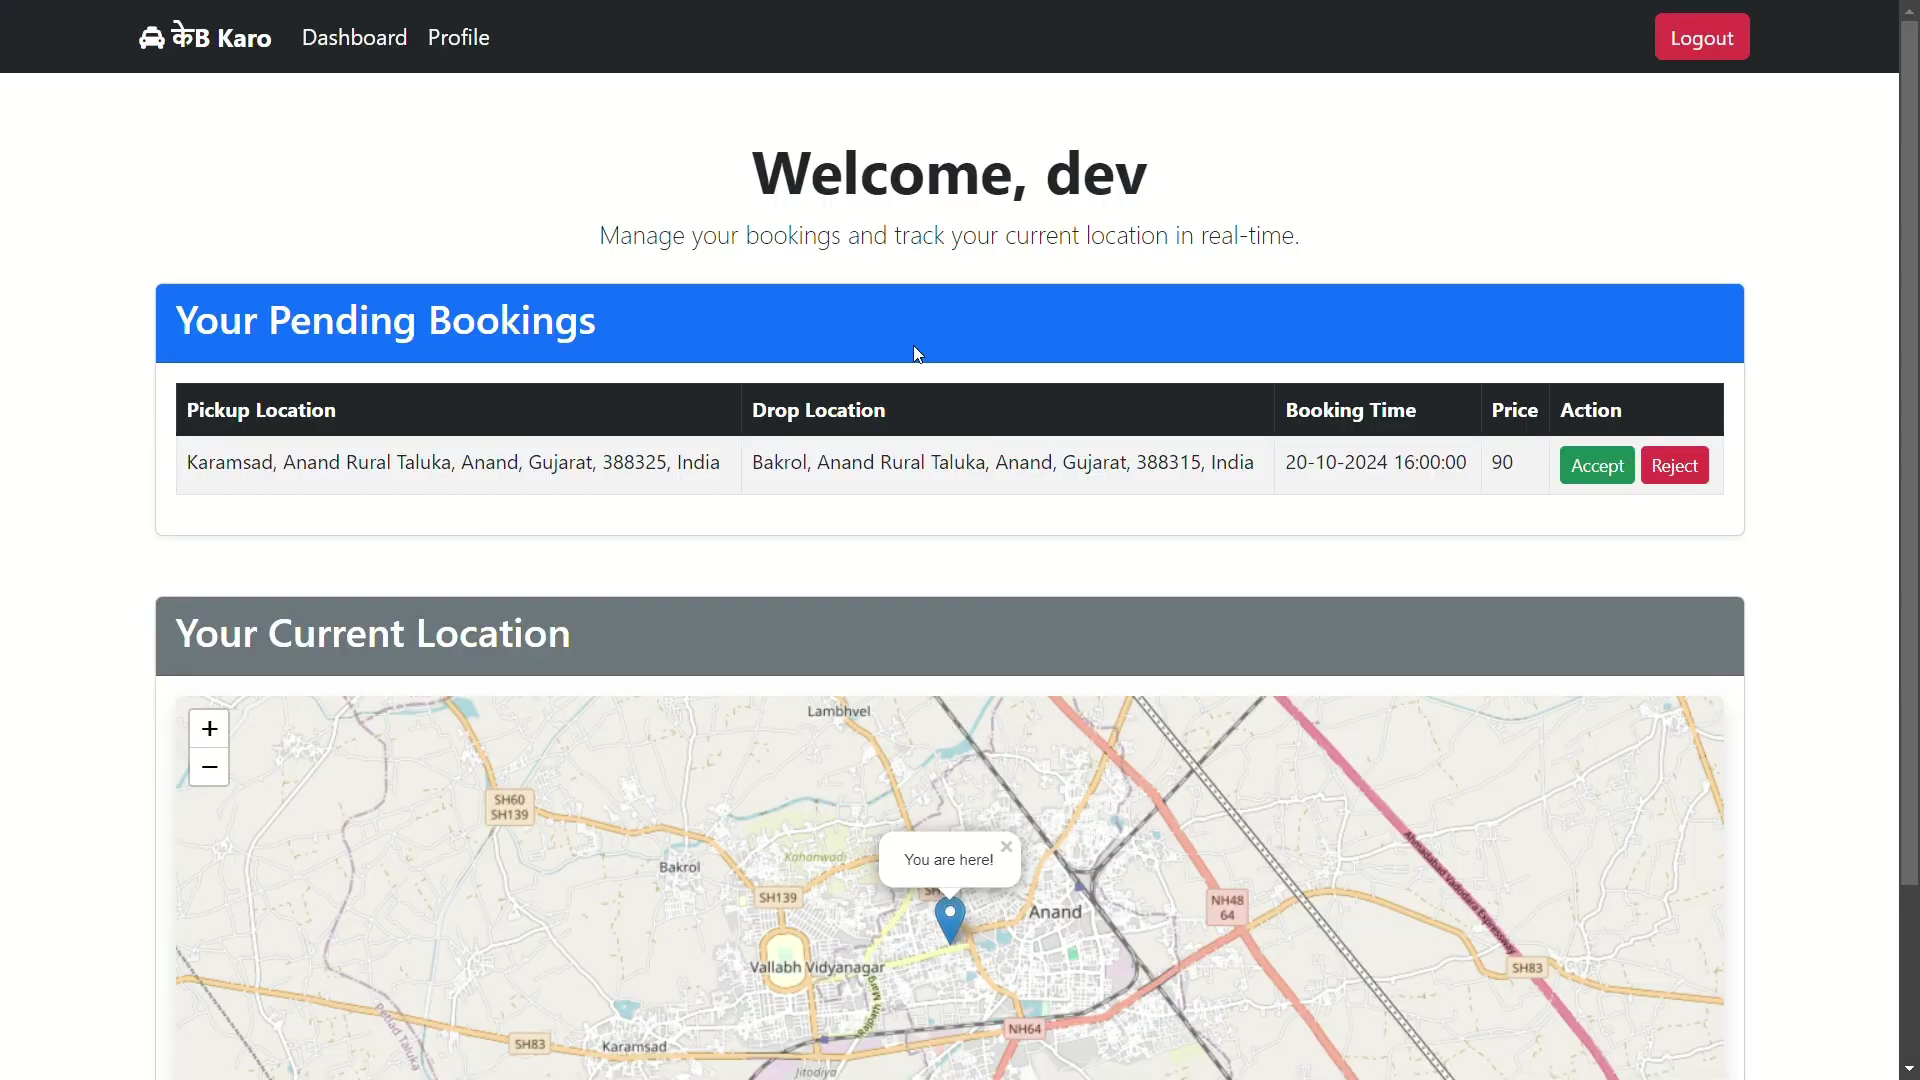 केB Karo Dashboard Profile Logout
Welcome, dev
Manage your bookings and track your current location in real-time.
Your Pending Bookings
Pickup Location Drop Location Booking Time Price Action
Karamsad, Anand Rural Taluka, Anand, Gujarat, 388325, India Bakrol, Anand Rural Taluka, Anand, Gujarat, 388315, India 20-10-2024 16:00:00 90 Accept Reject
Your Current Location
+
−
Lambhvel
SH60
SH139
Kahanwadi
Bakrol
You are here!
×
SH139
Anand
NH48
64
Ahmadabad Vadodara Expressway
Vallabh Vidyanagar
SH83
Petlad Taluka
NH64
SH83
Karamsad
Jitodiya